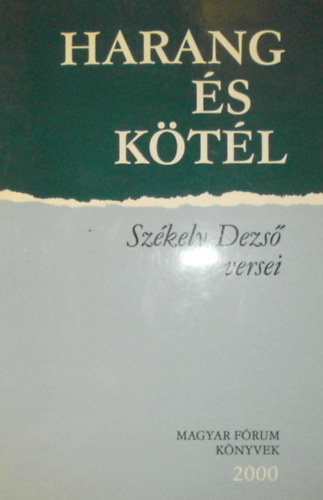 HARANG
ÉS
KÖTÉL
Székely Dezső
versei
MAGYAR FÓRUM
KÖNYVEK
2000